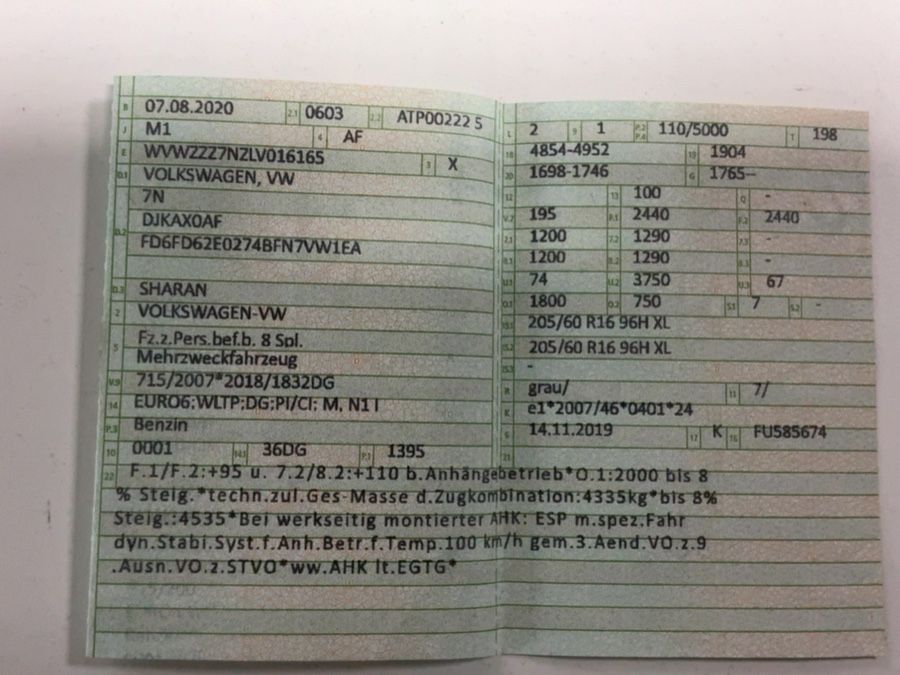 B 07.08.2020 2.1 0603 2.2 ATP00222 5
J M1 4 AF
E WVWZZZ7NZLV016165 3 X
D.1 VOLKSWAGEN, VW
7N
DJKAX0AF
D.2 FD6FD62E0274BFN7VW1EA
D.3 SHARAN
2 VOLKSWAGEN-VW
5 Fz.z.Pers.bef.b. 8 Spl.
Mehrzweckfahrzeug
V.9 715/2007*2018/1832DG
14 EURO6;WLTP;DG;PI/CI; M, N1 I
P.3 Benzin
10 0001 14.1 36DG P.1 1395
L 2 9 1 P.2 P.4 110/5000 T 198
18 4854-4952 19 1904
20 1698-1746 G 1765--
12 13 100 Q -
V.7 195 F.1 2440 F.2 2440
7.1 1200 7.2 1290 7.3 -
8.1 1200 8.2 1290 8.3 -
U.1 74 U.2 3750 U.3 67
O.1 1800 O.2 750 S.1 7 S.2 -
15.1 205/60 R16 96H XL
15.2 205/60 R16 96H XL
15.3 -
R grau/ 11 7/
K e1*2007/46*0401*24
6 14.11.2019 17 K 16 FU585674
21
22 F.1/F.2:+95 u. 7.2/8.2:+110 b.Anhängebetrieb*O.1:2000 bis 8
% Steig.*techn.zul.Ges-Masse d.Zugkombination:4335kg*bis 8%
Steig.:4535*Bei werkseitig montierter AHK: ESP m.spez.Fahr
dyn.Stabi.Syst.f.Anh.Betr.f.Temp.100 km/h gem.3.Aend.VO.z.9
.Ausn.VO.z.STVO*ww.AHK lt.EGTG*